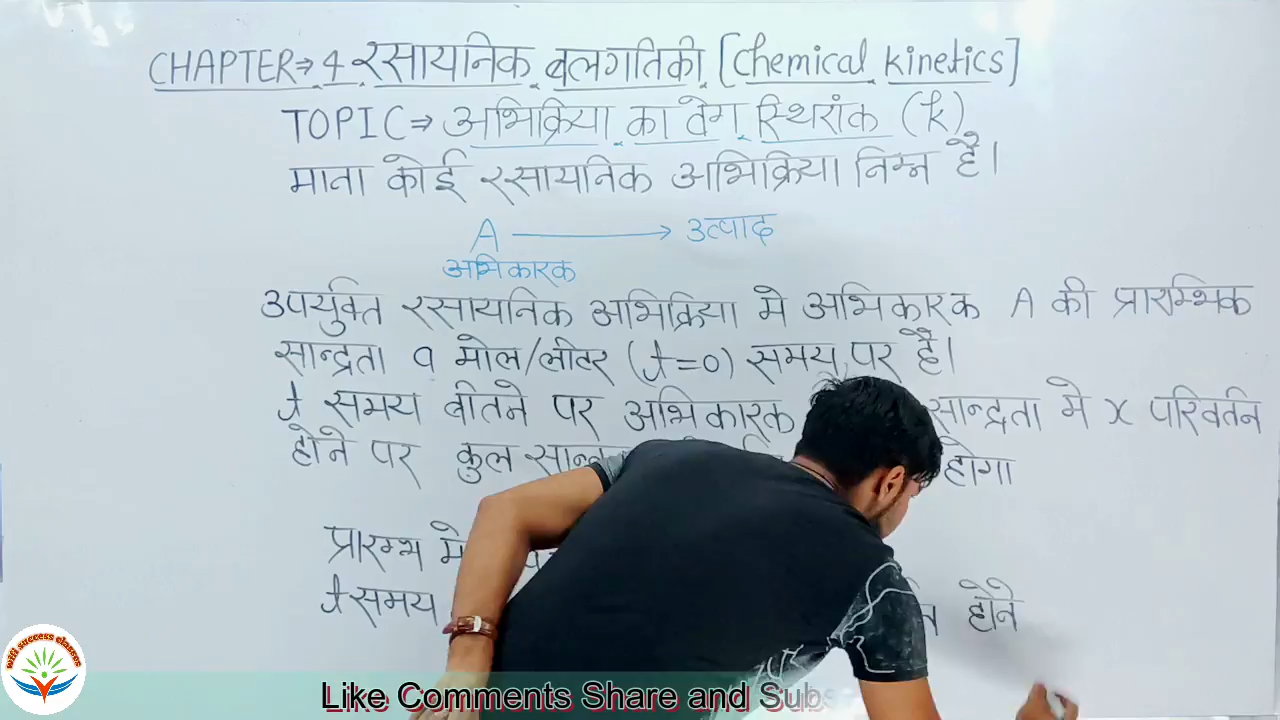 CHAPTER⇒ 4 रसायनिक बलगतिकी [Chemical kinetics]
TOPIC⇒ अभिक्रिया का वेग स्थिरांक (k)
माना कोई रसायनिक अभिक्रिया निम्न है।
A ⟶ उत्पाद
अभिकारक
उपर्युक्त रसायनिक अभिक्रिया मे अभिकारक A की प्रारम्भिक
सान्द्रता a मोल/लीटर (t=0) समय पर है।
t समय बीतने पर अभिकारक सान्द्रता मे x परिवर्तन
होने पर कुल होगा
प्रारम्भ मे
t समय होने
Like Comments Share and Subs
success classes